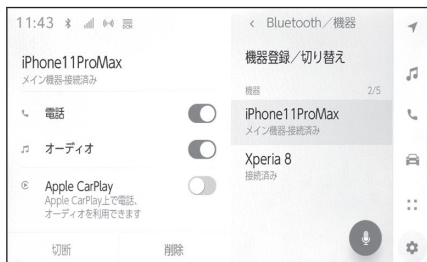 11:43
iPhone11ProMax
メイン機器-接続済み
電話
オーディオ
Apple CarPlay
Apple CarPlay上で電話、
オーディオを利用できます
切断 削除
< Bluetooth／機器
機器登録／切り替え
機器 2/5
iPhone11ProMax
メイン機器-接続済み
Xperia 8
接続済み